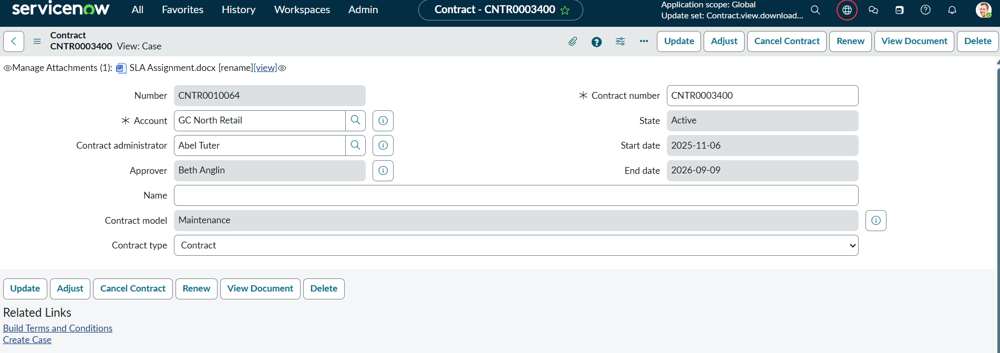 servicenow All Favorites History Workspaces Admin Contract - CNTR0003400 Application scope: Global
Update set: Contract.view.download...
Contract
CNTR0003400 View: Case
Update Adjust Cancel Contract Renew View Document Delete
Manage Attachments (1): SLA Assignment.docx [rename][view]
Number CNTR0010064 Contract number CNTR0003400
Account GC North Retail State Active
Contract administrator Abel Tuter Start date 2025-11-06
Approver Beth Anglin End date 2026-09-09
Name
Contract model Maintenance
Contract type Contract
Update Adjust Cancel Contract Renew View Document Delete
Related Links
Build Terms and Conditions
Create Case